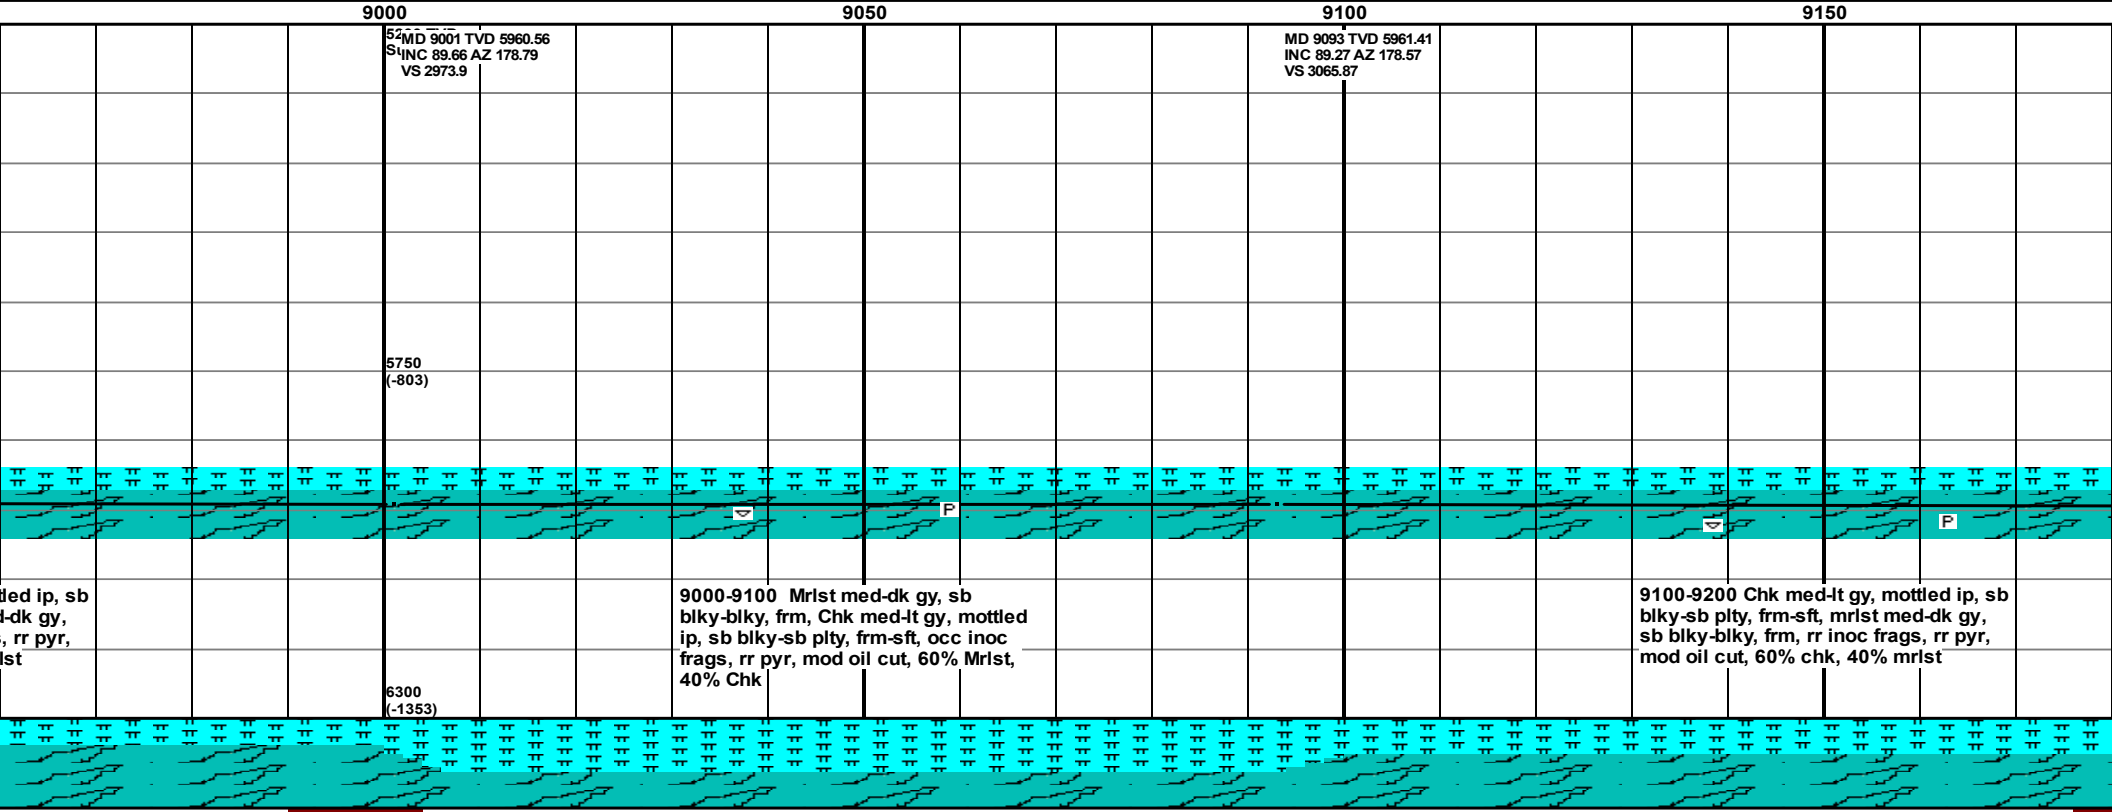 9000 9050 9100 9150
MD 9001 TVD 5960.56
INC 89.66 AZ 178.79
VS 2973.9
MD 9093 TVD 5961.41
INC 89.27 AZ 178.57
VS 3065.87
5750
(-803)
P
P
tled ip, sb
d-dk gy,
, rr pyr,
lst
9000-9100 Mrlst med-dk gy, sb
blky-blky, frm, Chk med-lt gy, mottled
ip, sb blky-sb plty, frm-sft, occ inoc
frags, rr pyr, mod oil cut, 60% Mrlst,
40% Chk
9100-9200 Chk med-lt gy, mottled ip, sb
blky-sb plty, frm-sft, mrlst med-dk gy,
sb blky-blky, frm, rr inoc frags, rr pyr,
mod oil cut, 60% chk, 40% mrlst
6300
(-1353)